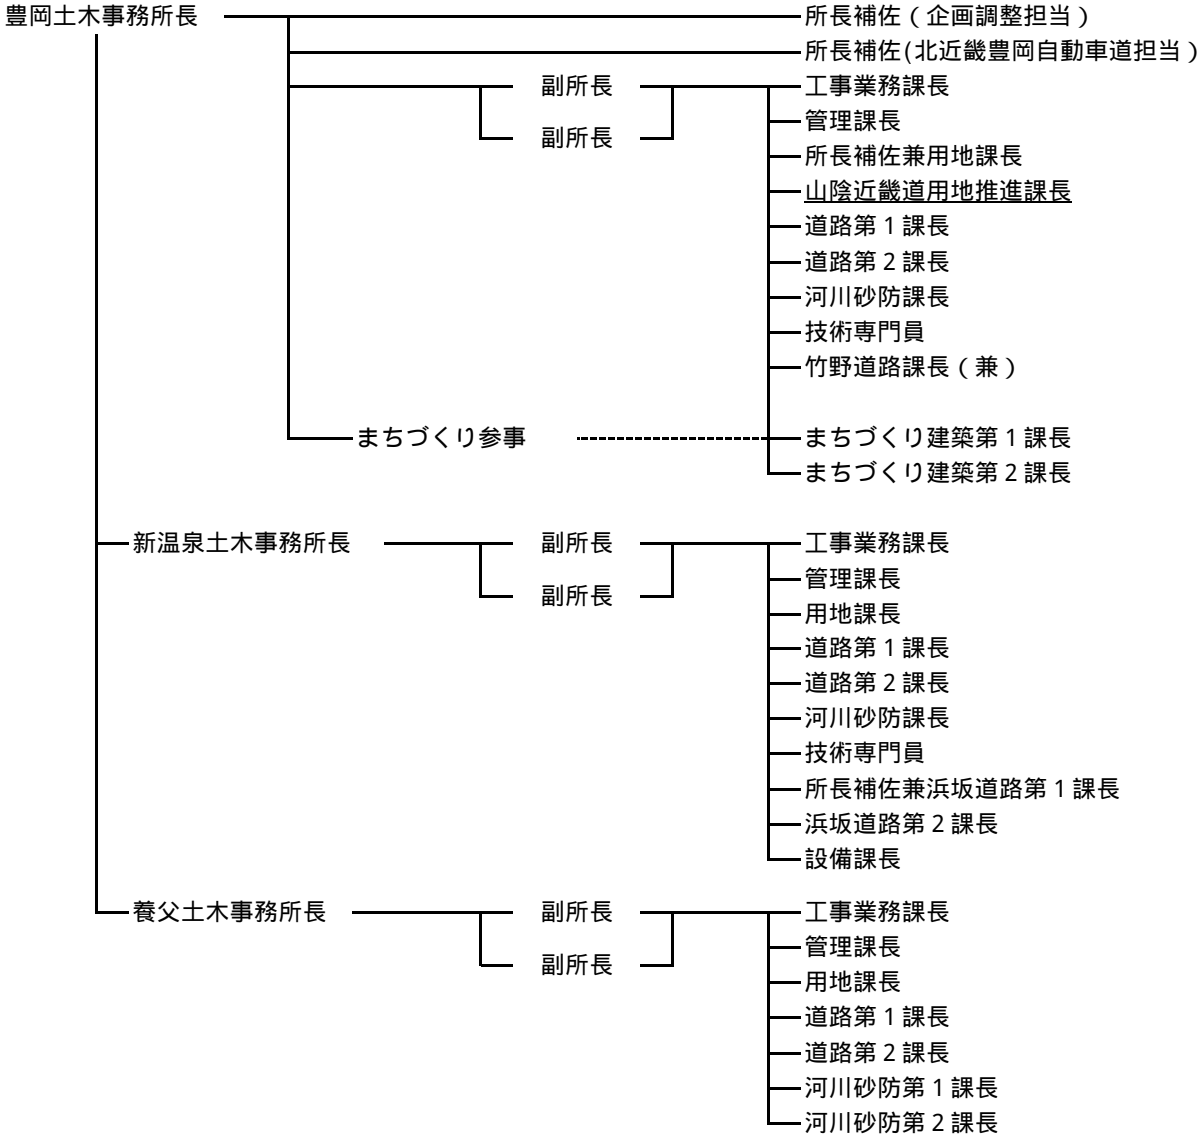 豊岡土木事務所長 所長補佐（企画調整担当）
所長補佐(北近畿豊岡自動車道担当）
副所長 工事業務課長
管理課長
副所長
所長補佐兼用地課長
山陰近畿道用地推進課長
道路第１課長
道路第２課長
河川砂防課長
技術専門員
竹野道路課長（兼）
まちづくり参事 まちづくり建築第１課長
まちづくり建築第２課長
新温泉土木事務所長 副所長 工事業務課長
管理課長
副所長
用地課長
道路第１課長
道路第２課長
河川砂防課長
技術専門員
所長補佐兼浜坂道路第１課長
浜坂道路第２課長
設備課長
養父土木事務所長 副所長 工事業務課長
管理課長
副所長
用地課長
道路第１課長
道路第２課長
河川砂防第１課長
河川砂防第２課長